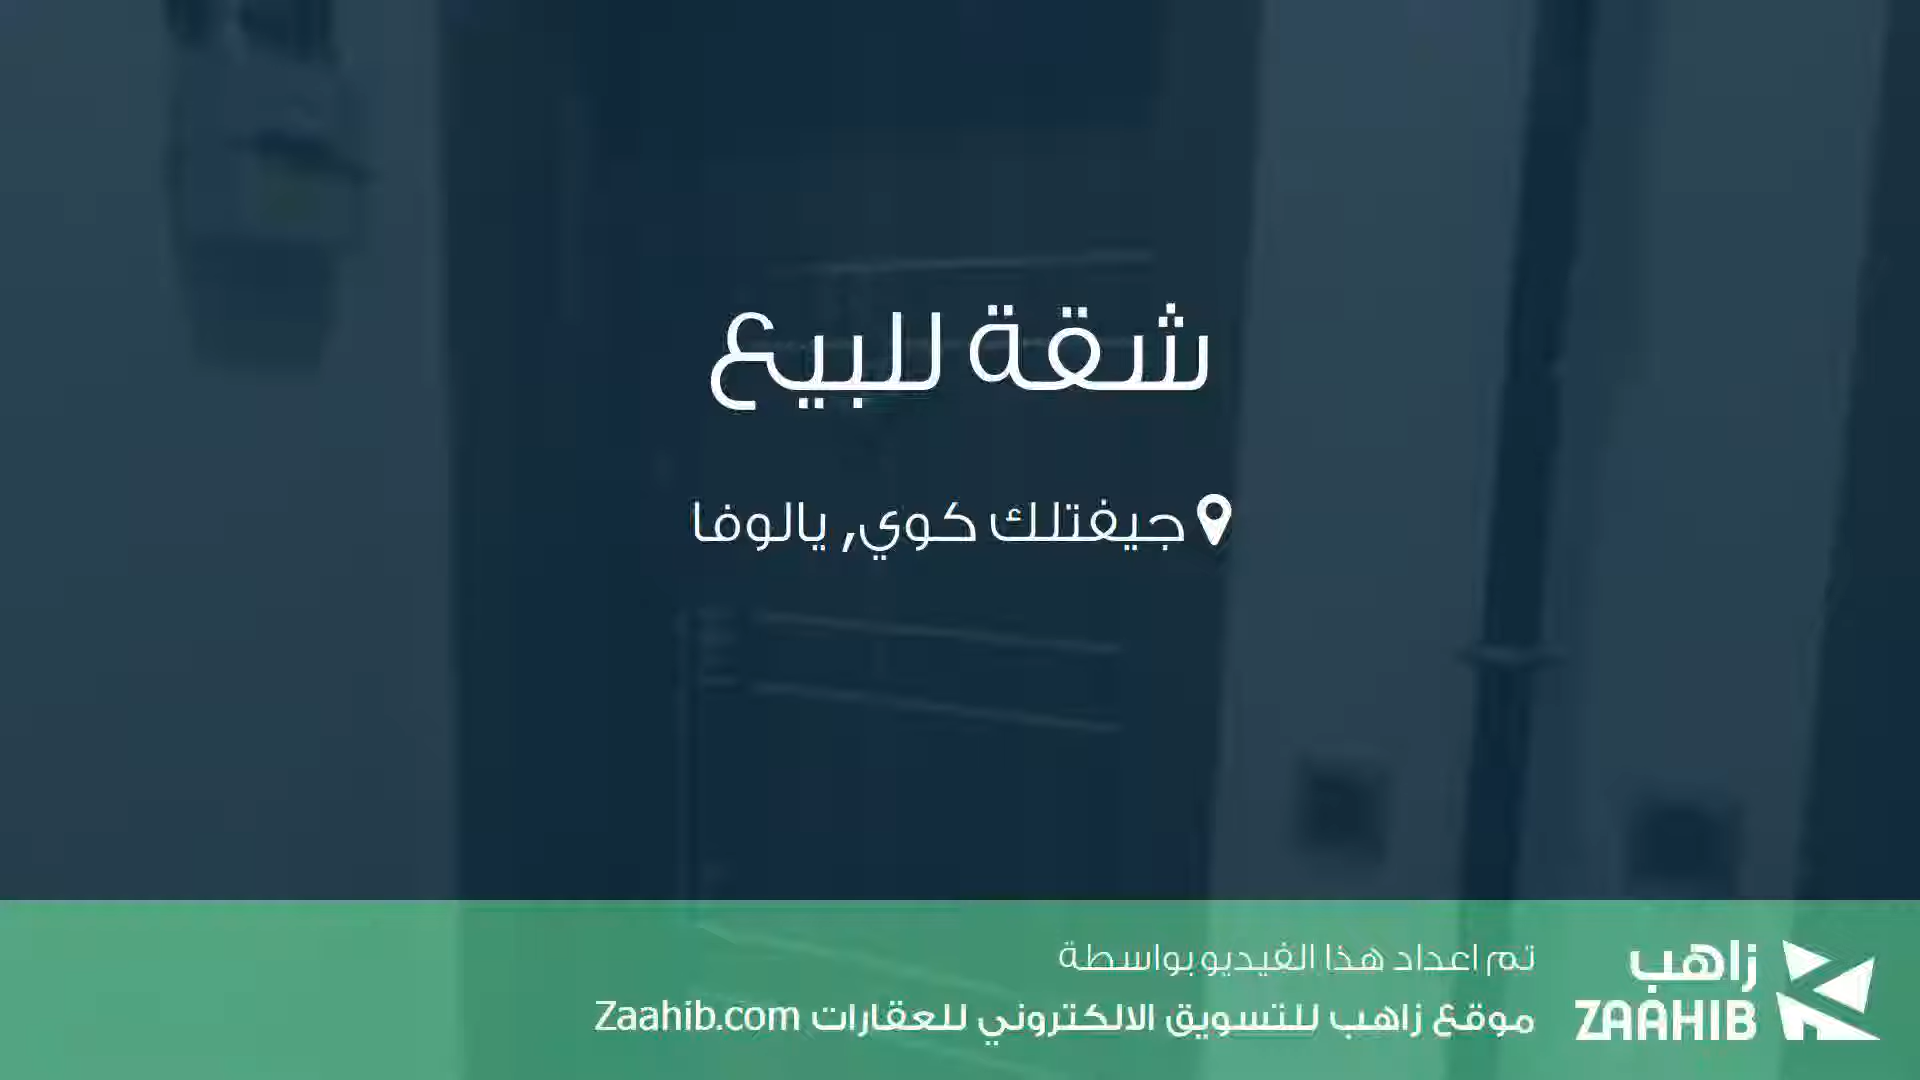 شقة للبيع
جيفتلك كوي, يالوفا
تم اعداد هذا الفيديو بواسطة
موقع زاهب للتسويق الالكتروني للعقارات Zaahib.com
زاهب
ZAAHIB